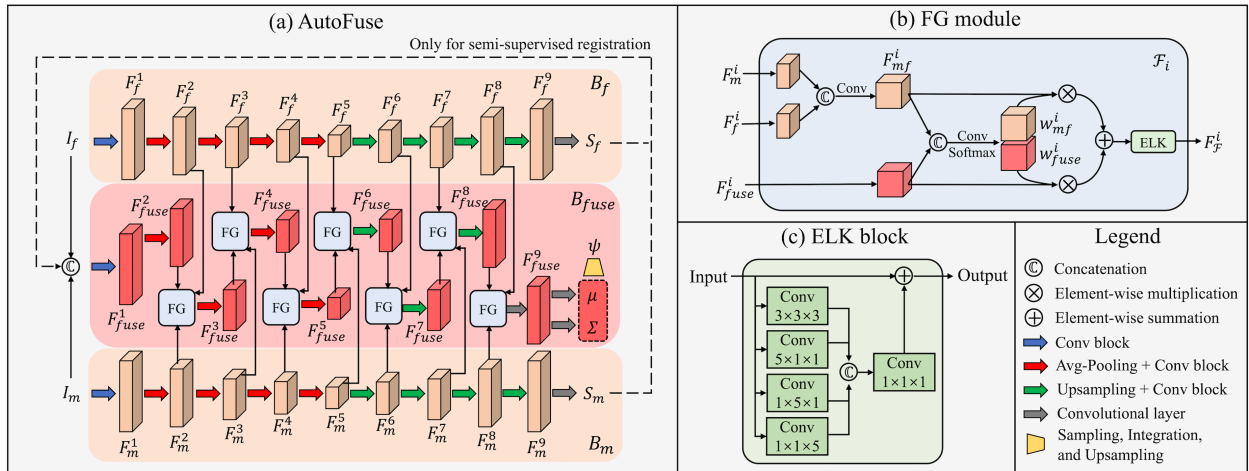 (a) AutoFuse
Only for semi-supervised registration
F_f^1 F_f^2 F_f^3 F_f^4 F_f^5 F_f^6 F_f^7 F_f^8 F_f^9 B_f
I_f S_f
F_fuse^2 F_fuse^4 F_fuse^6 F_fuse^8 B_fuse
FG FG FG FG
ℂ F_fuse^9 ψ
FG FG FG FG μ
F_fuse^1 F_fuse^3 F_fuse^5 F_fuse^7 Σ
I_m S_m
F_m^1 F_m^2 F_m^3 F_m^4 F_m^5 F_m^6 F_m^7 F_m^8 F_m^9 B_m
(b) FG module
F_m^i F_mf^i ℱ_i
ℂ Conv
F_f^i w_mf^i
ℂ Conv
Softmax
w_fuse^i
ELK F_ℱ^i
F_fuse^i
(c) ELK block
Input Output
Conv
3×3×3
Conv
5×1×1
Conv
1×5×1
Conv
1×1×5
ℂ
Conv
1×1×1
Legend
ℂ Concatenation
⊗ Element-wise multiplication
⊕ Element-wise summation
Conv block
Avg-Pooling + Conv block
Upsampling + Conv block
Convolutional layer
Sampling, Integration,
and Upsampling